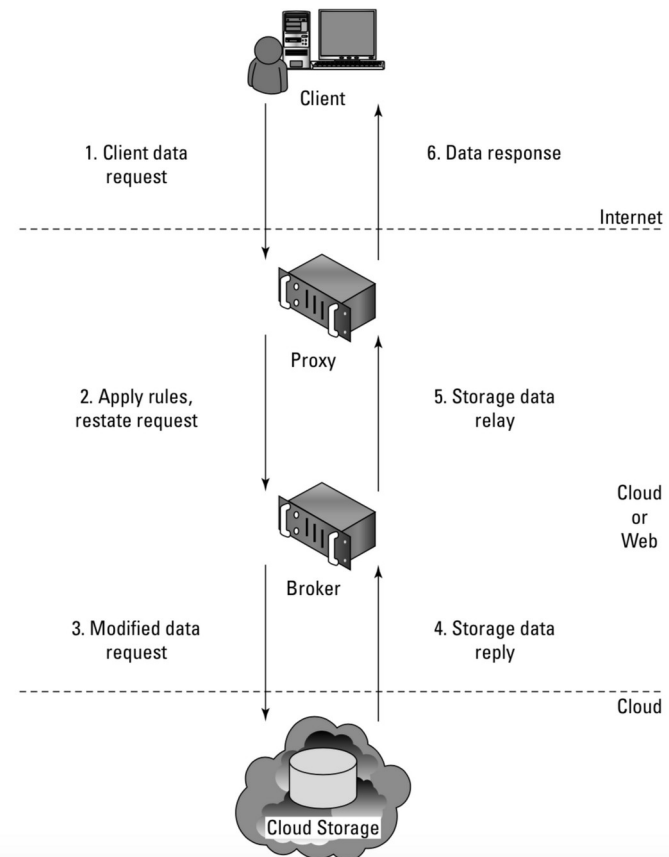 Client
1. Client data
request
6. Data response
Internet
Proxy
2. Apply rules,
restate request
5. Storage data
relay
Cloud
or
Web
Broker
3. Modified data
request
4. Storage data
reply
Cloud
Cloud Storage